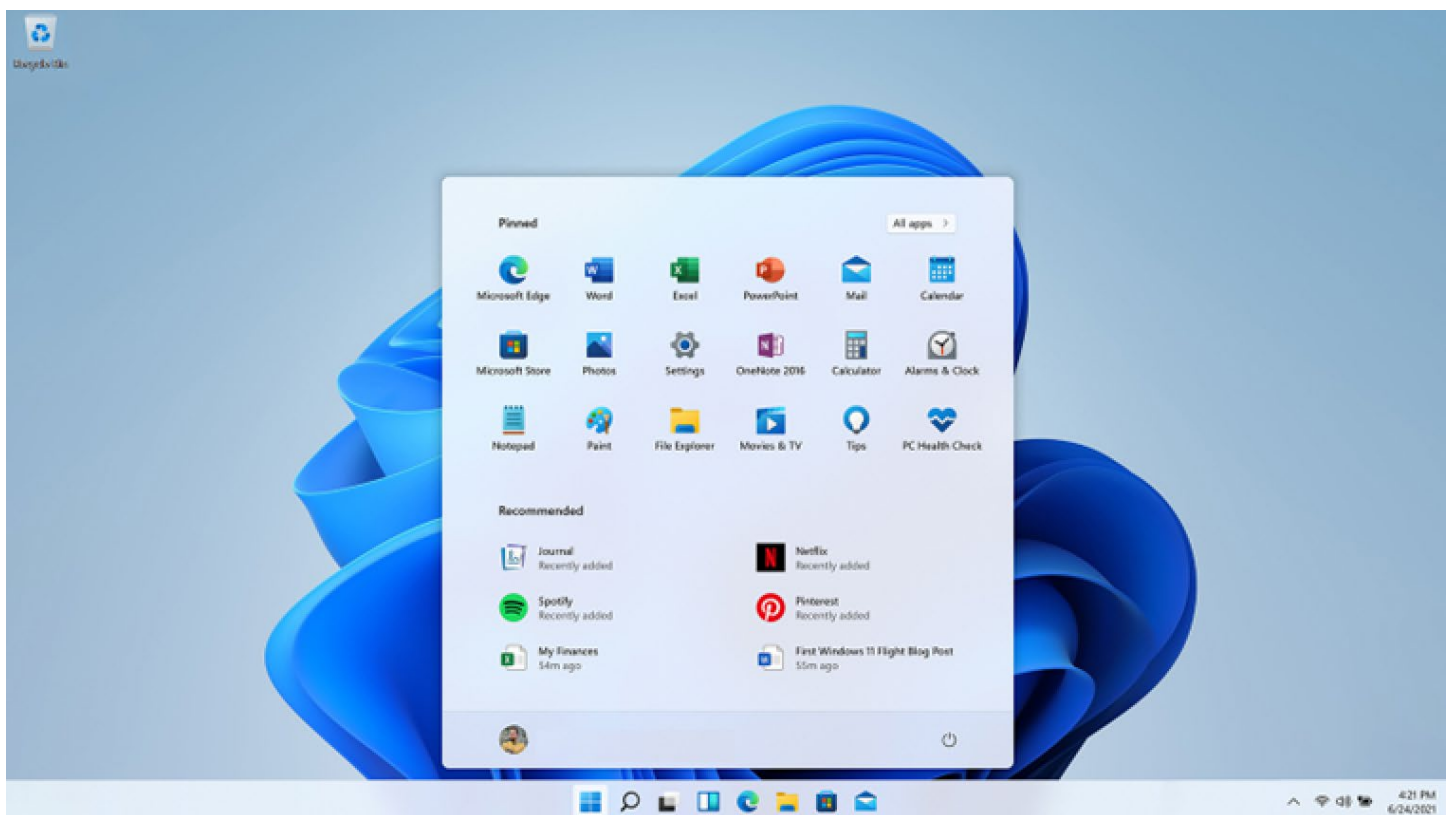 Recycle Bin
Pinned
All apps >
Microsoft Edge Word Excel PowerPoint Mail Calendar
Microsoft Store Photos Settings OneNote 2016 Calculator Alarms & Clock
Notepad Paint File Explorer Movies & TV Tips PC Health Check
Recommended
Journal
Recently added
Netflix
Recently added
Spotify
Recently added
Pinterest
Recently added
My Finances
54m ago
First Windows 11 Flight Blog Post
55m ago
4:21 PM
6/24/2021